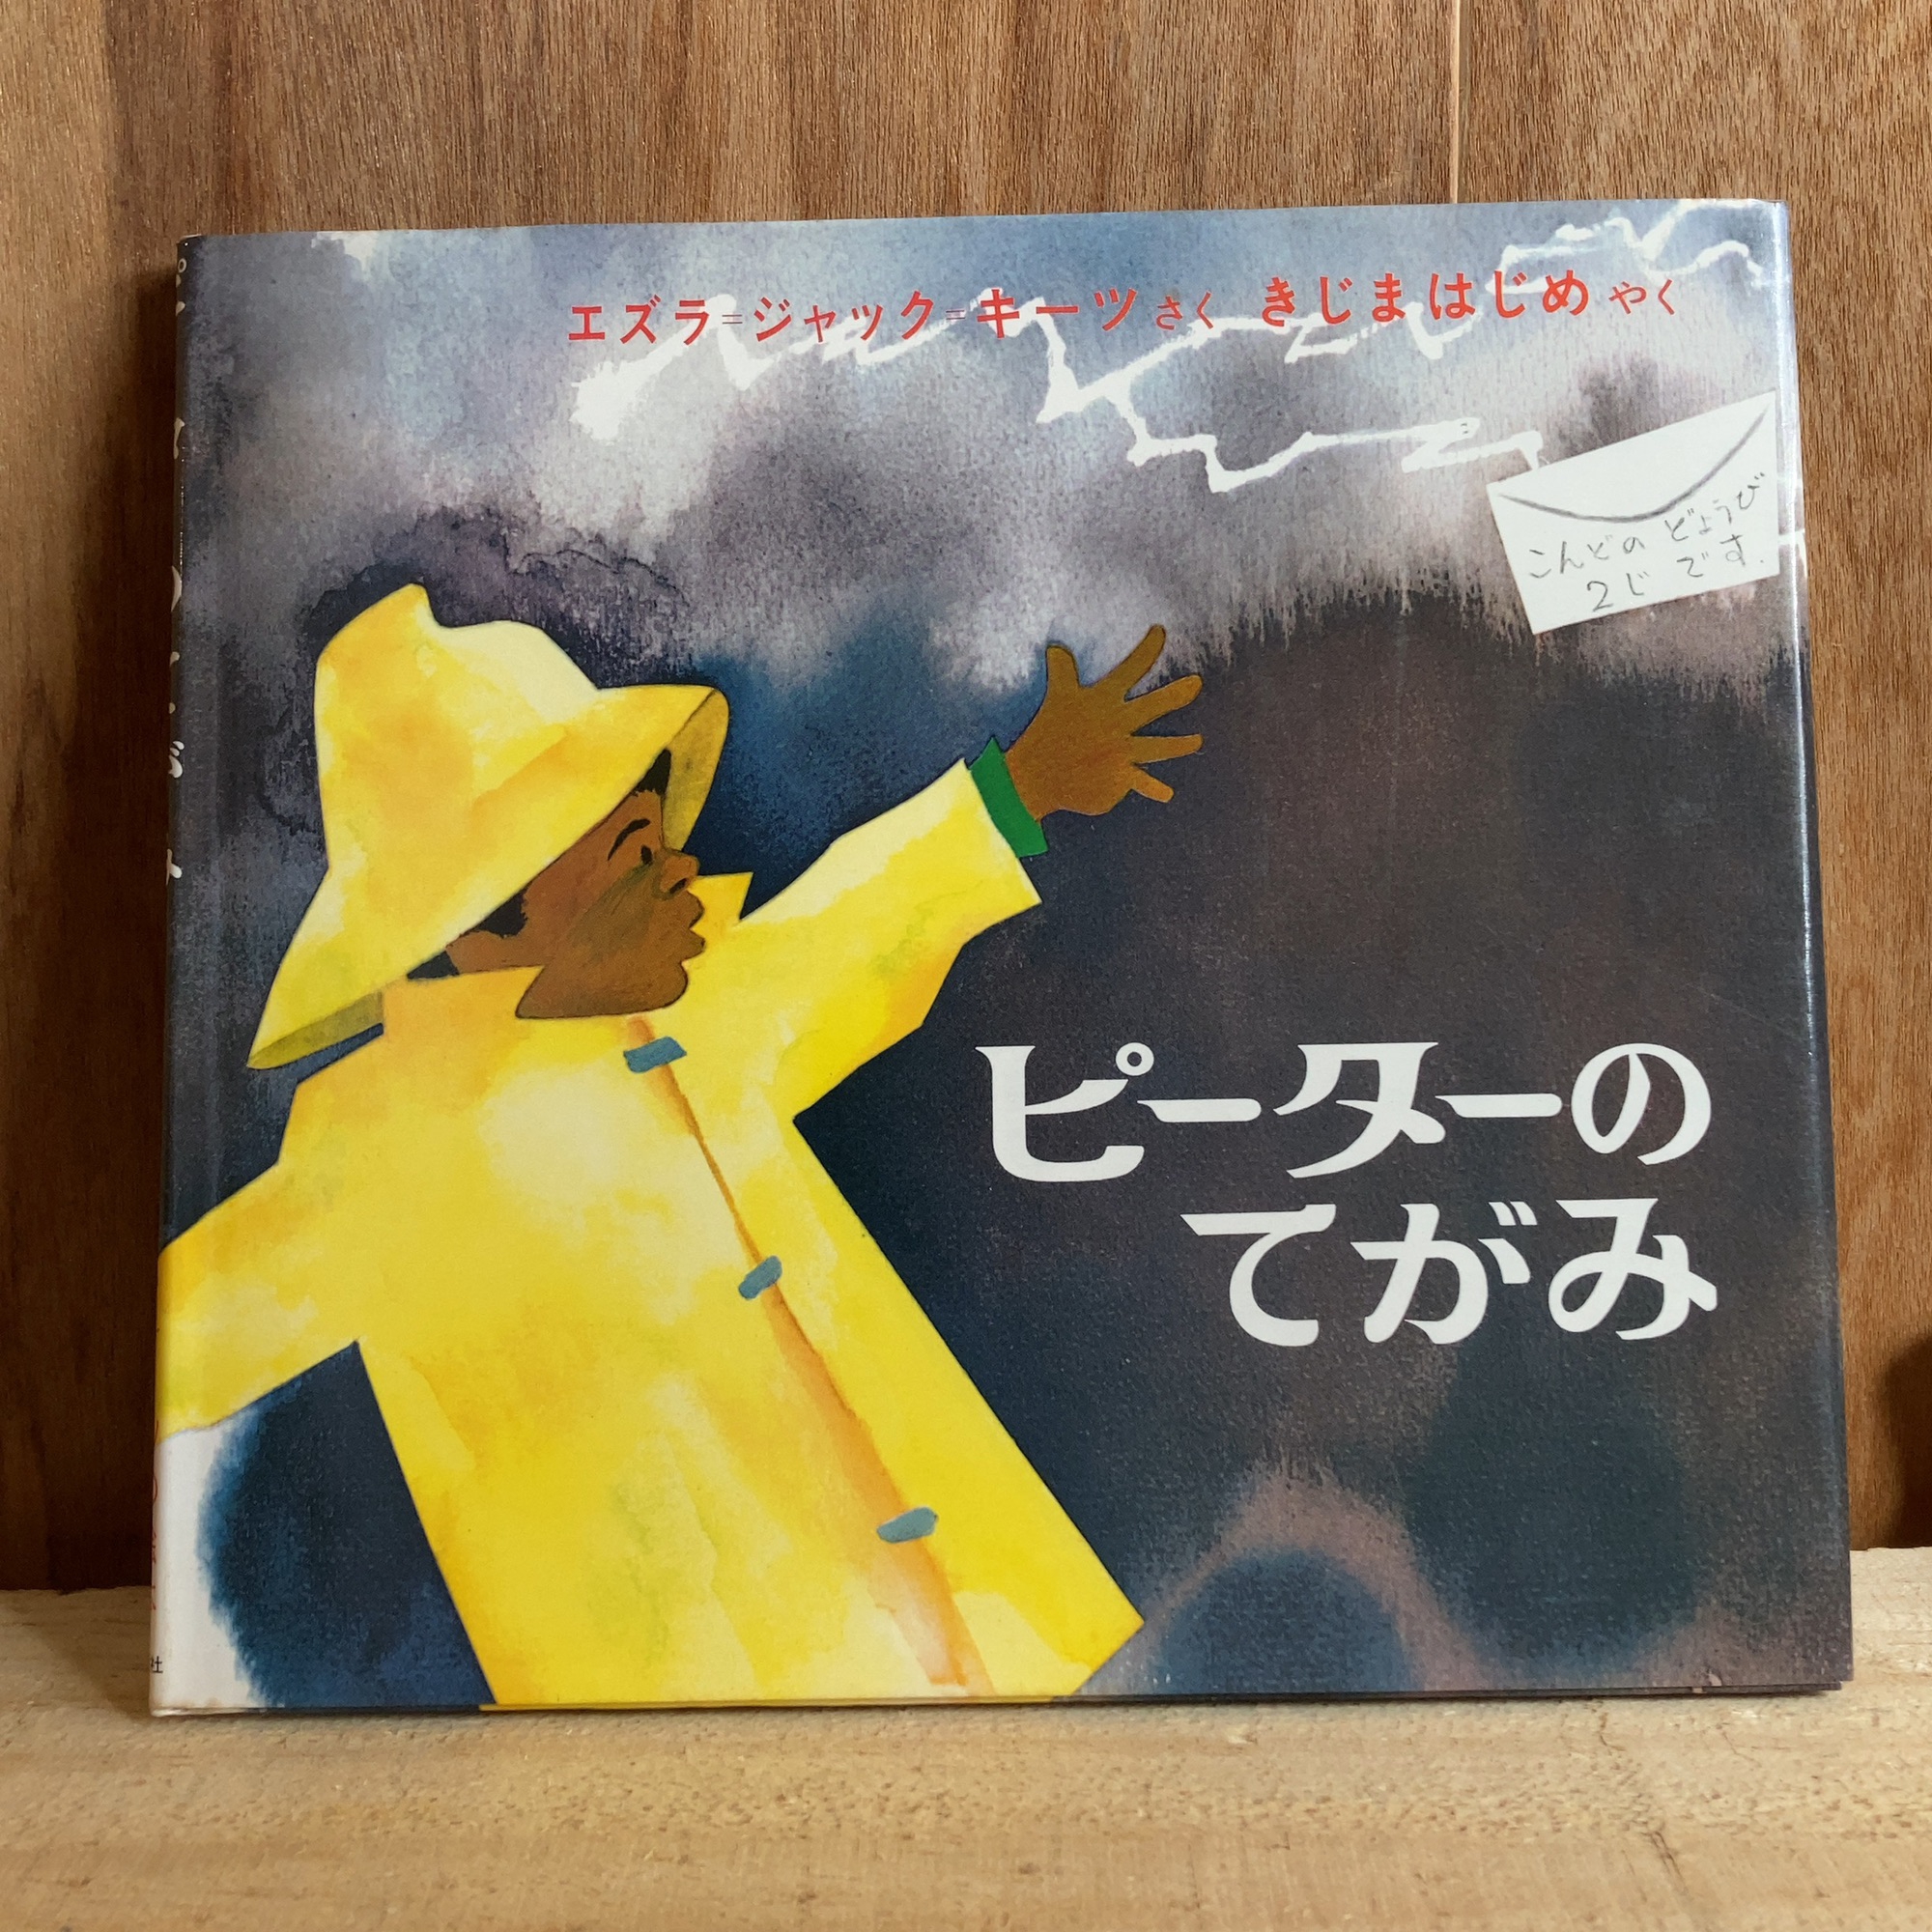 エズラ=ジャック=キーツ さく きじまはじめ やく
こんどの どようび
2じ です.
ピーターの
てがみ
社